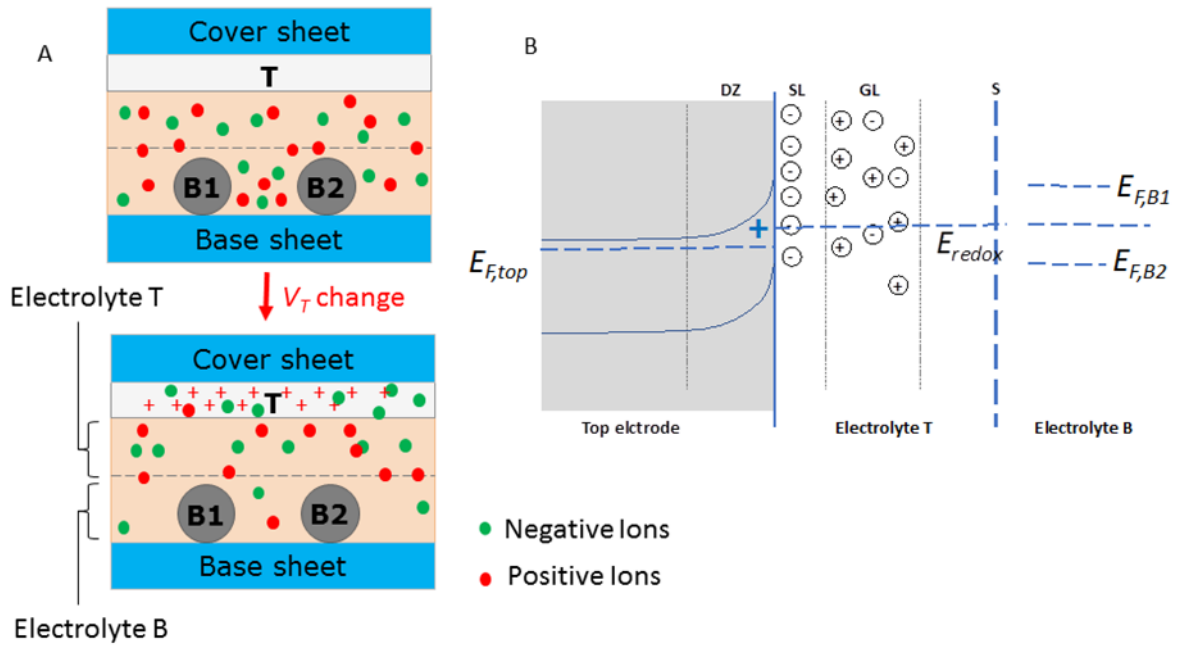 A
Cover sheet
T
B1
B2
Base sheet
Electrolyte T
V_T change
Cover sheet
+ + + + + + + + + + + + + +
T
B1
B2
Base sheet
Electrolyte B
Negative Ions
Positive Ions
B
DZ
SL
GL
S
E_F,top
+
E_redox
E_F,B1
E_F,B2
Top elctrode
Electrolyte T
Electrolyte B